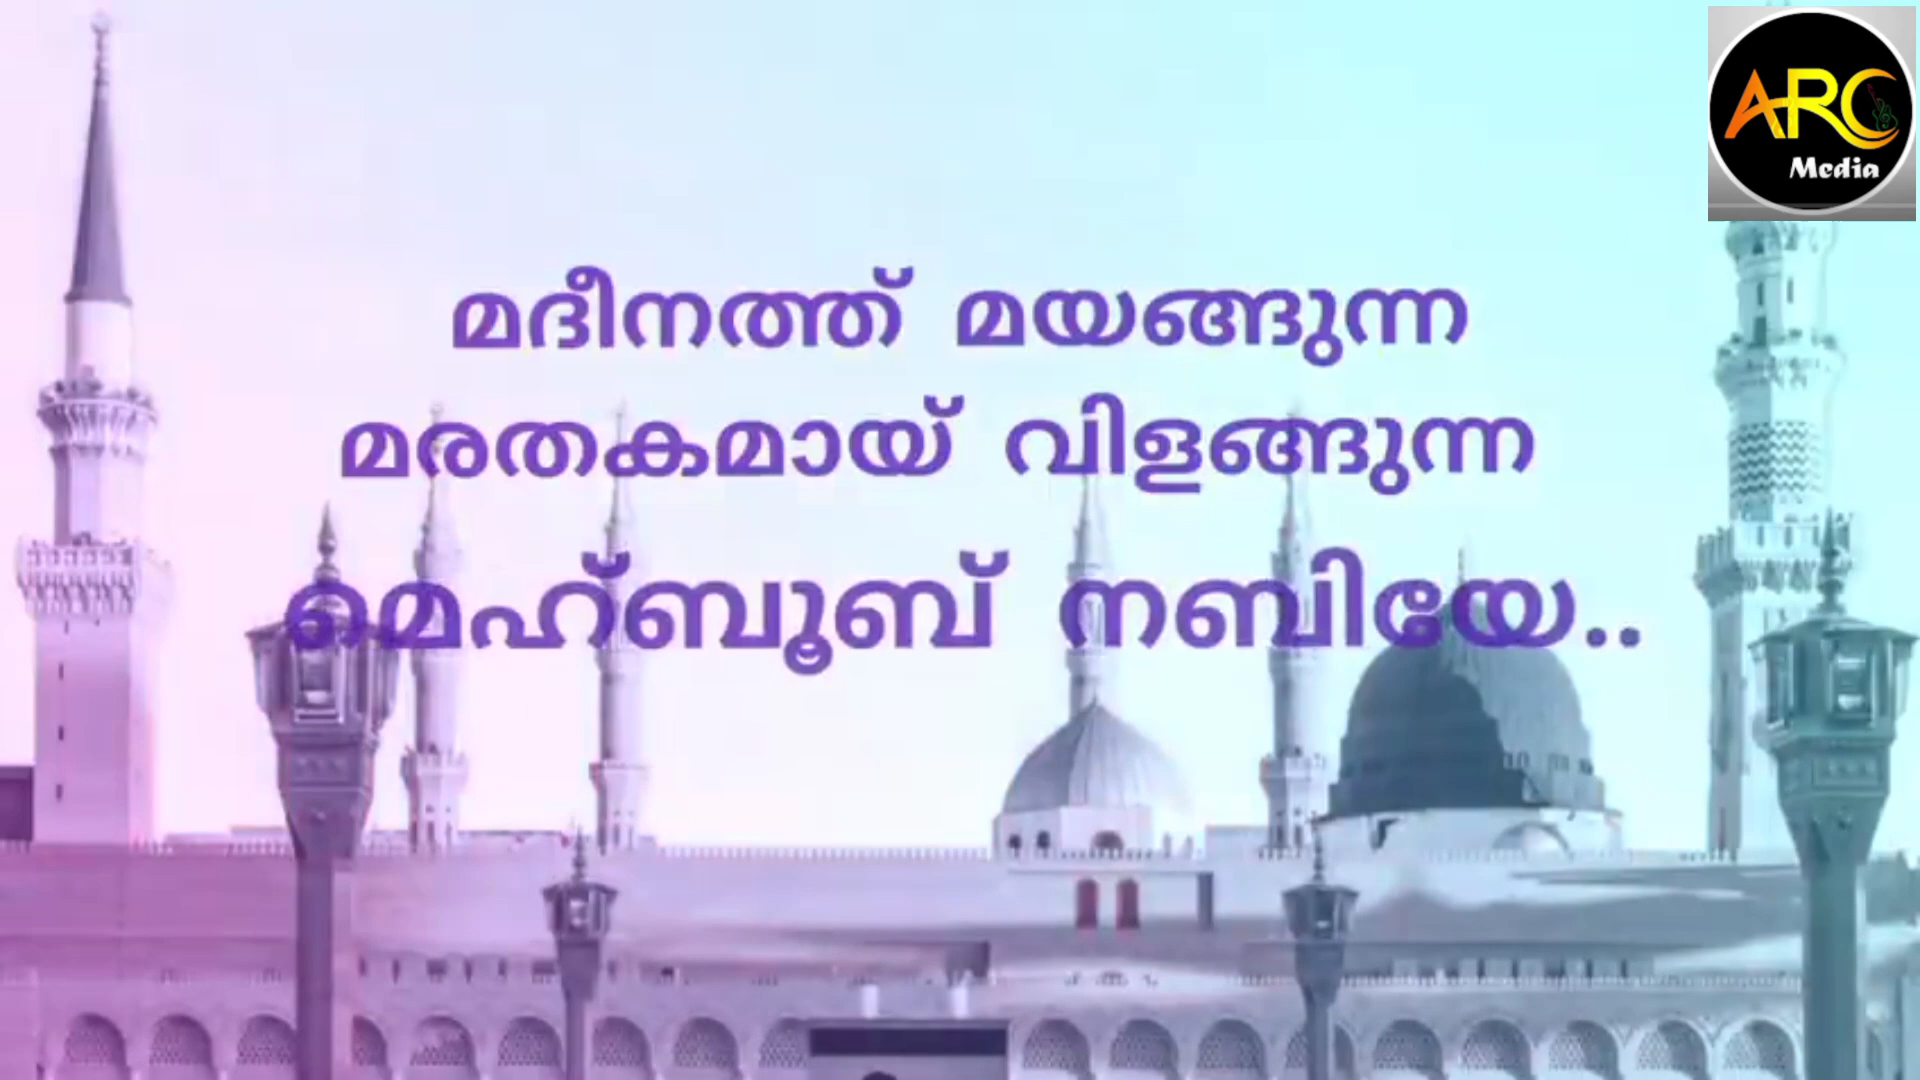 ARC
Media
മദീനത്ത് മയങ്ങുന്ന
മരതകമായ് വിളങ്ങുന്ന
മെഹ്ബൂബ് നബിയേ..